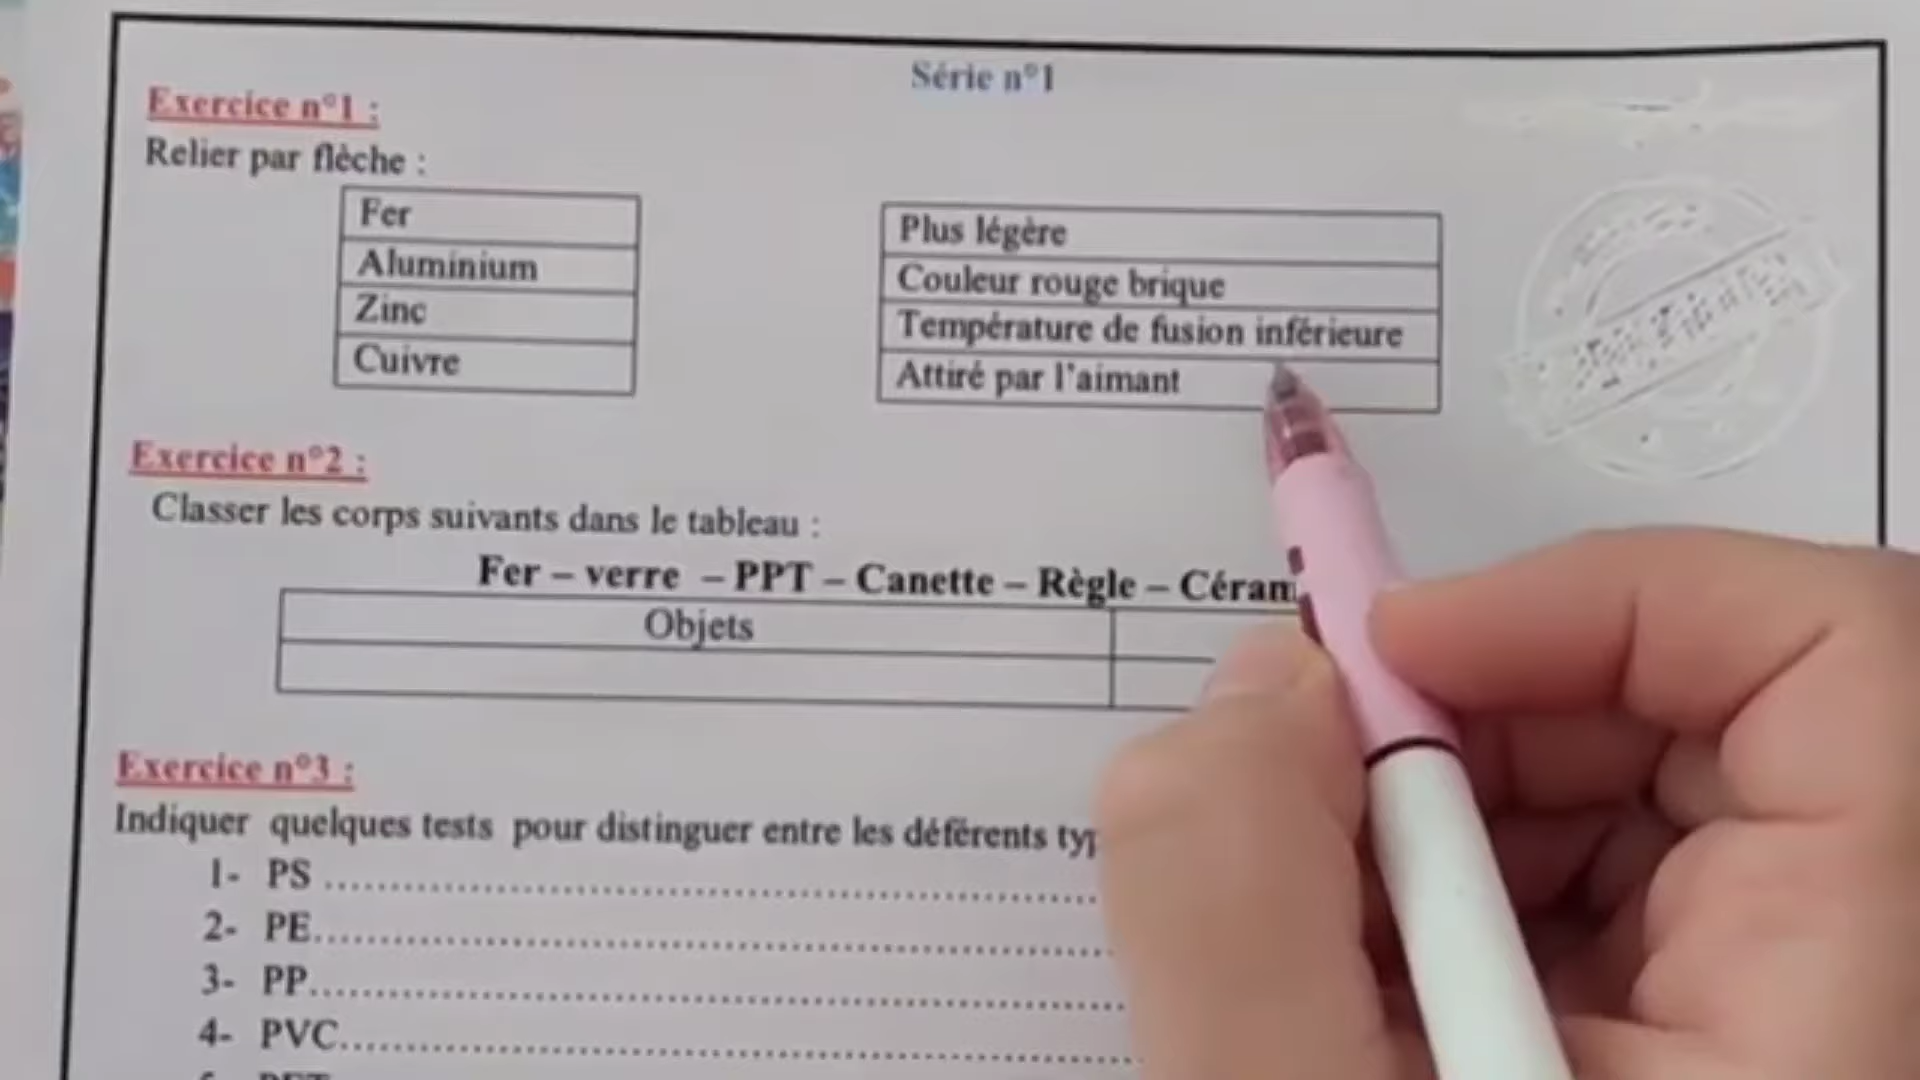 Série n°1
Exercice n°1 :
Relier par flèche :
Fer
Aluminium
Zinc
Cuivre
Plus légère
Couleur rouge brique
Température de fusion inférieure
Attiré par l'aimant
Exercice n°2 :
Classer les corps suivants dans le tableau :
Fer – verre – PPT – Canette – Règle – Céram
Objets
Exercice n°3 :
Indiquer quelques tests pour distinguer entre les déférents typ
1- PS ..........................................................
2- PE..........................................................
3- PP..........................................................
4- PVC..........................................................